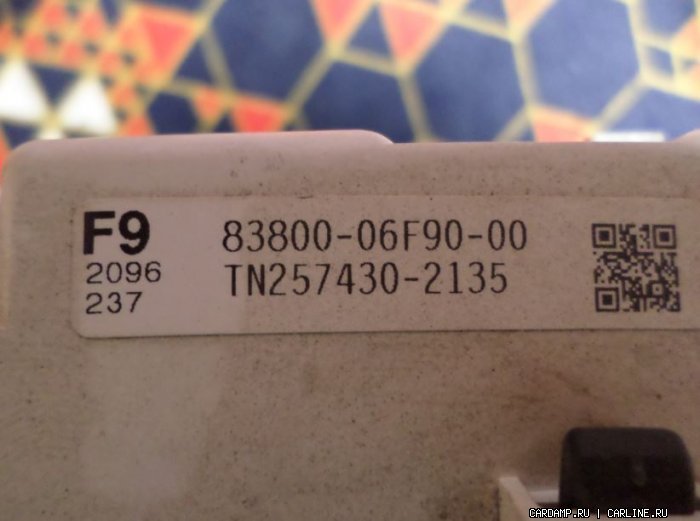 F9
2096
237
83800-06F90-00
TN257430-2135
CARDAMP.RU | CARLINE.RU